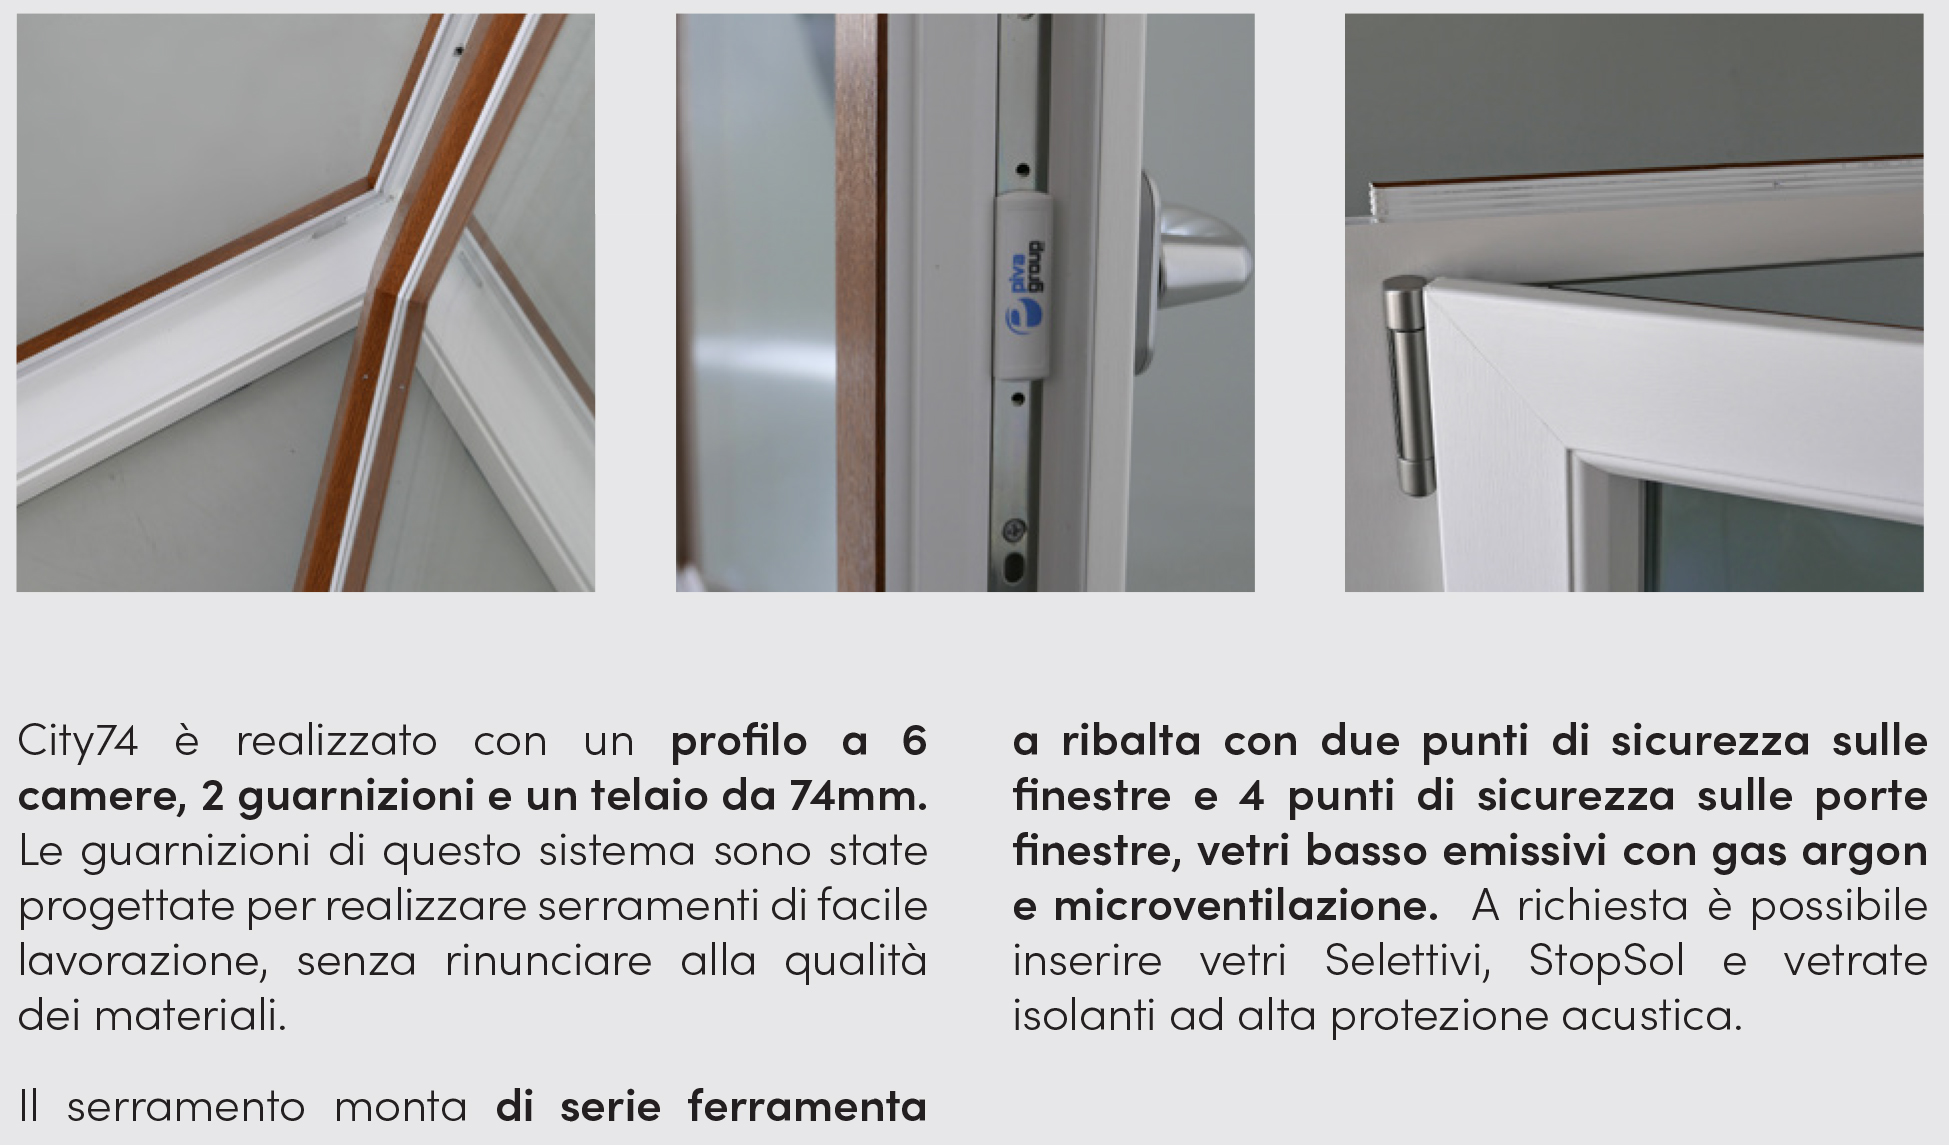 piva
group
City74 è realizzato con un profilo a 6
camere, 2 guarnizioni e un telaio da 74mm.
Le guarnizioni di questo sistema sono state
progettate per realizzare serramenti di facile
lavorazione, senza rinunciare alla qualità
dei materiali.
Il serramento monta di serie ferramenta
a ribalta con due punti di sicurezza sulle
finestre e 4 punti di sicurezza sulle porte
finestre, vetri basso emissivi con gas argon
e microventilazione. A richiesta è possibile
inserire vetri Selettivi, StopSol e vetrate
isolanti ad alta protezione acustica.